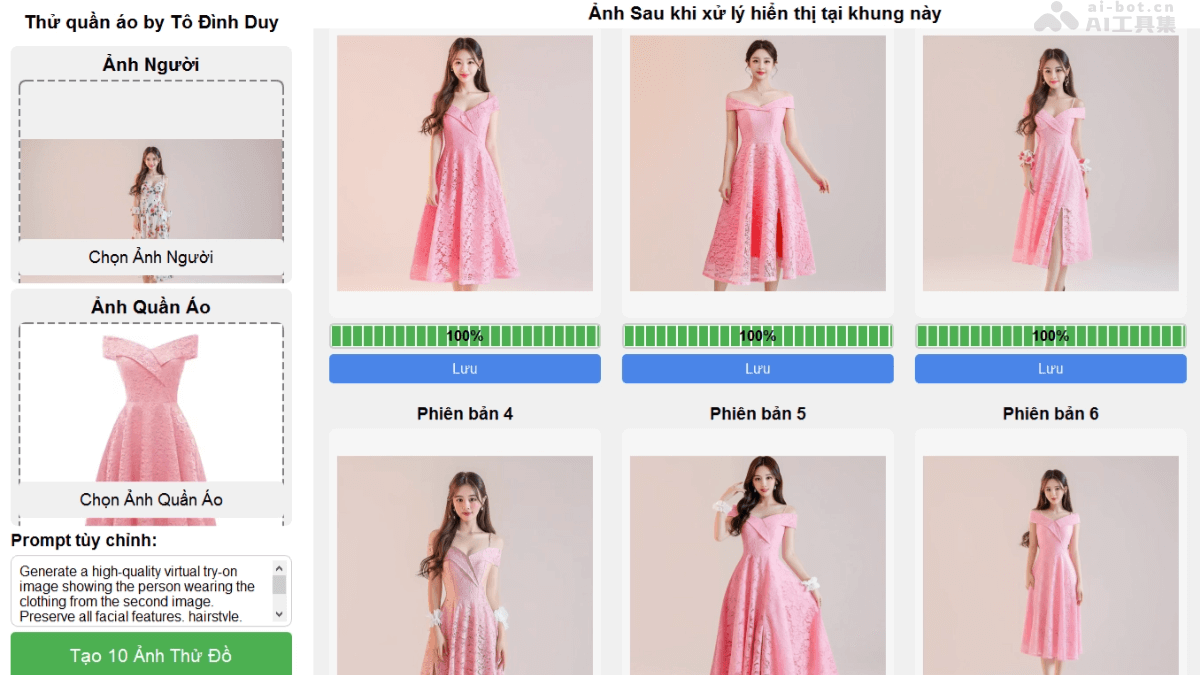 Thử quần áo by Tô Đình Duy
Ảnh Người
Chọn Ảnh Người
Ảnh Quần Áo
Chọn Ảnh Quần Áo
Prompt tùy chỉnh:
Generate a high-quality virtual try-on
image showing the person wearing the
clothing from the second image.
Preserve all facial features, hairstyle,
Tạo 10 Ảnh Thử Đồ
Ảnh Sau khi xử lý hiển thị tại khung này
ai-bot.cn
AI工具集
100%
100%
100%
Lưu
Lưu
Lưu
Phiên bản 4
Phiên bản 5
Phiên bản 6